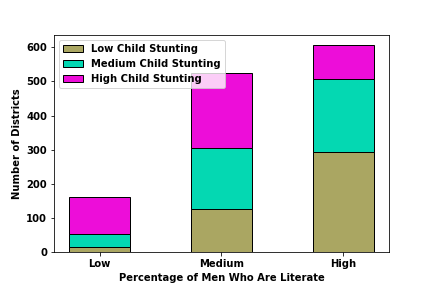 Low Child Stunting
Medium Child Stunting
High Child Stunting
Number of Districts
600
500
400
300
200
100
0
Low Medium High
Percentage of Men Who Are Literate